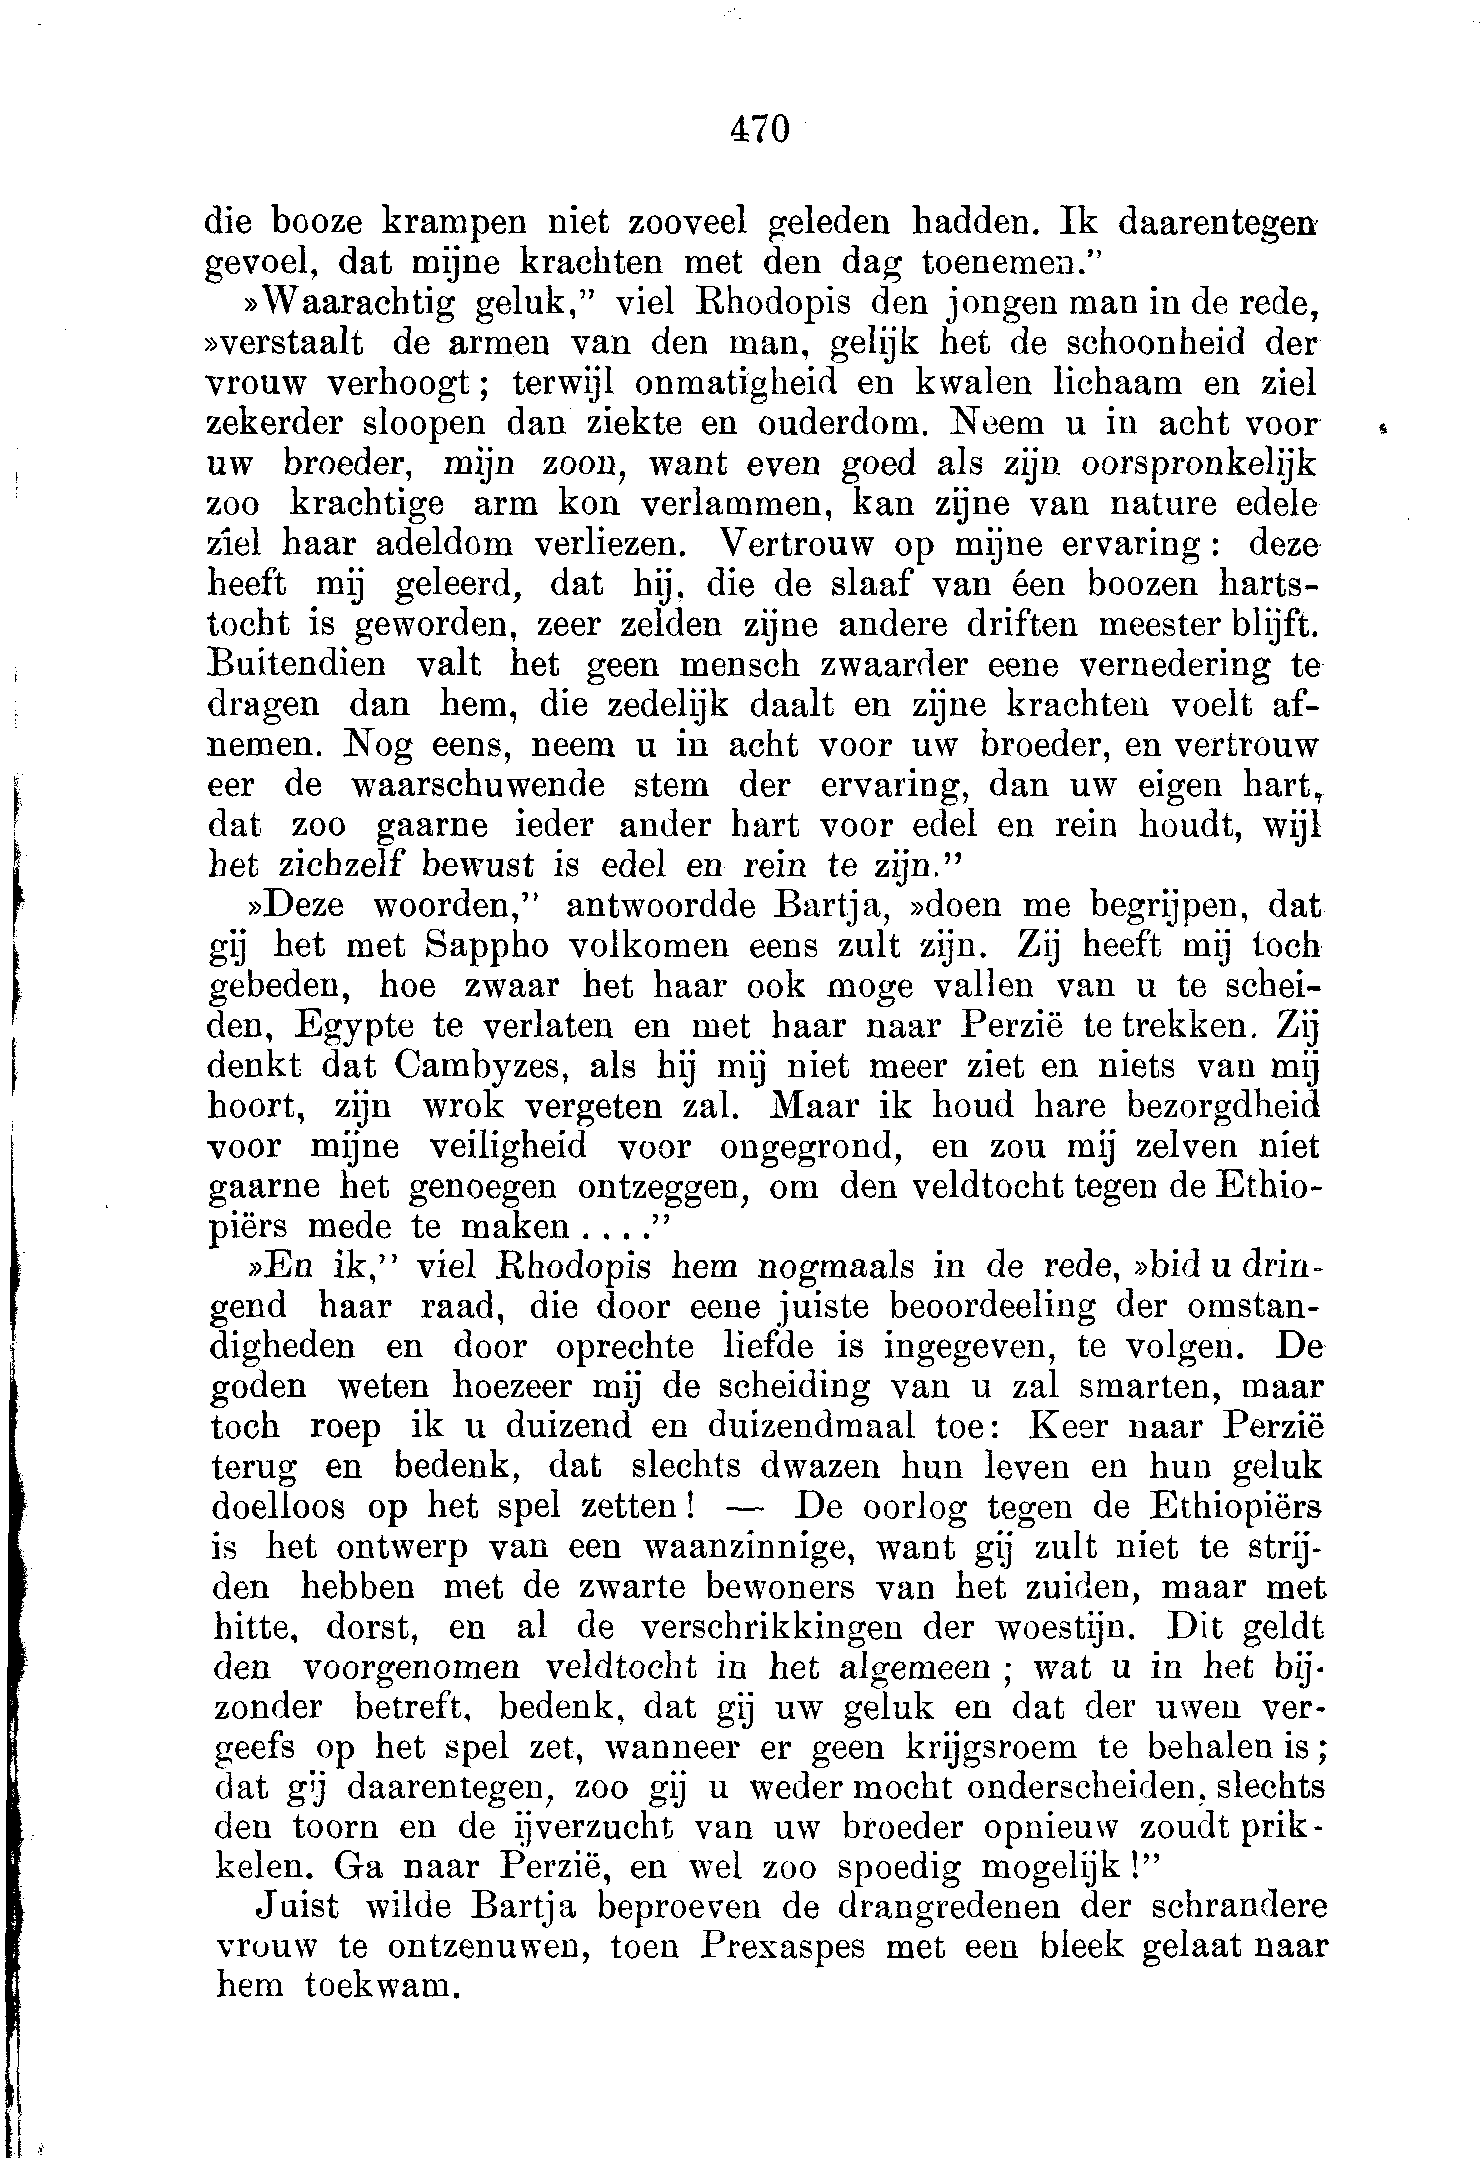 470
die booze krampen niet zooveel geleden hadden. Ik daarentegen
gevoel, dat mijne krachten met den dag toenemen.”
»Waarachtig geluk,” viel Rhodopis den jongen man in de rede,
»verstaalt de armen van den man, gelijk het de schoonheid der
vrouw verhoogt; terwijl onmatigheid en kwalen lichaam en ziel
zekerder sloopen dan ziekte en ouderdom. Neem u in acht voor
uw broeder, mijn zoon, want even goed als zijn oorspronkelijk
zoo krachtige arm kon verlammen, kan zijne van nature edele
ziel haar adeldom verliezen. Vertrouw op mijne ervaring: deze
heeft mij geleerd, dat hij, die de slaaf van éen boozen harts-
tocht is geworden, zeer zelden zijne andere driften meester blijft.
Buitendien valt het geen mensch zwaarder eene vernedering te
dragen dan hem, die zedelijk daalt en zijne krachten voelt af-
nemen. Nog eens, neem u in acht voor uw broeder, en vertrouw
eer de waarschuwende stem der ervaring, dan uw eigen hart,
dat zoo gaarne ieder ander hart voor edel en rein houdt, wijl
het zichzelf bewust is edel en rein te zijn.”
»Deze woorden,” antwoordde Bartja, »doen me begrijpen, dat
gij het met Sappho volkomen eens zult zijn. Zij heeft mij toch
gebeden, hoe zwaar het haar ook moge vallen van u te schei-
den, Egypte te verlaten en met haar naar Perzië te trekken. Zij
denkt dat Cambyzes, als hij mij niet meer ziet en niets van mij
hoort, zijn wrok vergeten zal. Maar ik houd hare bezorgdheid
voor mijne veiligheid voor ongegrond, en zou mij zelven niet
gaarne het genoegen ontzeggen, om den veldtocht tegen de Ethio-
piërs mede te maken ....”
»En ik,” viel Rhodopis hem nogmaals in de rede, »bid u drin-
gend haar raad, die door eene juiste beoordeeling der omstan-
digheden en door oprechte liefde is ingegeven, te volgen. De
goden weten hoezeer mij de scheiding van u zal smarten, maar
toch roep ik u duizend en duizendmaal toe: Keer naar Perzië
terug en bedenk, dat slechts dwazen hun leven en hun geluk
doelloos op het spel zetten! — De oorlog tegen de Ethiopiërs
is het ontwerp van een waanzinnige, want gij zult niet te strij-
den hebben met de zwarte bewoners van het zuiden, maar met
hitte, dorst, en al de verschrikkingen der woestijn. Dit geldt
den voorgenomen veldtocht in het algemeen; wat u in het bij-
zonder betreft, bedenk, dat gij uw geluk en dat der uwen ver-
geefs op het spel zet, wanneer er geen krijgsroem te behalen is;
dat gij daarentegen, zoo gij u weder mocht onderscheiden, slechts
den toorn en de ijverzucht van uw broeder opnieuw zoudt prik-
kelen. Ga naar Perzië, en wel zoo spoedig mogelijk!”
Juist wilde Bartja beproeven de drangredenen der schrandere
vrouw te ontzenuwen, toen Prexaspes met een bleek gelaat naar
hem toekwam.